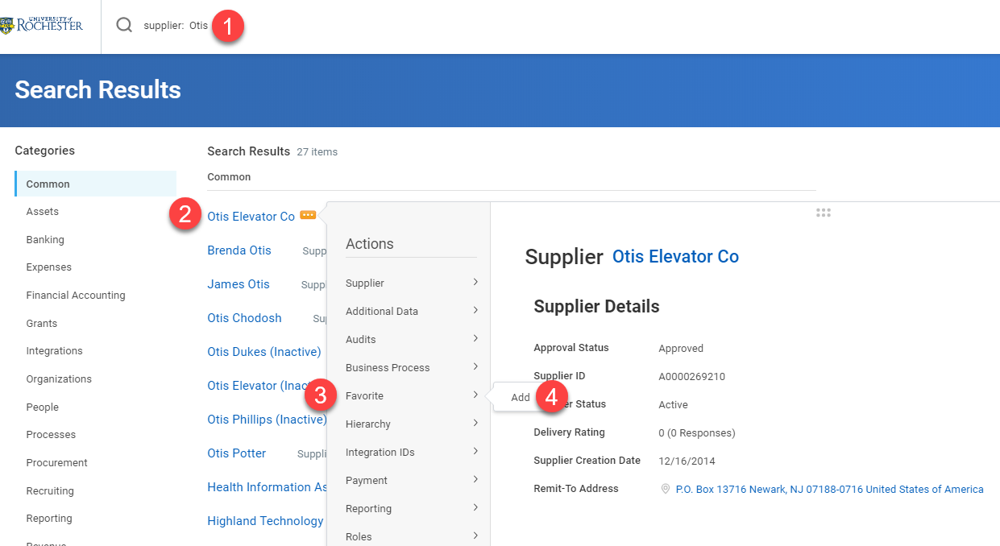 UNIVERSITY of
ROCHESTER
supplier: Otis
1
Search Results
Categories
Common
Assets
Banking
Expenses
Financial Accounting
Grants
Integrations
Organizations
People
Processes
Procurement
Recruiting
Reporting
Search Results 27 items
Common
2
Otis Elevator Co
Brenda Otis Supp
James Otis Suppl
Otis Chodosh Su
Otis Dukes (Inactive)
Otis Elevator (Inac
Otis Phillips (Inactive)
Otis Potter Suppli
Health Information As
Highland Technology
Actions
Supplier
Additional Data
Audits
Business Process
3
Favorite
Hierarchy
Integration IDs
Payment
Reporting
Roles
Add
4
Supplier Otis Elevator Co
Supplier Details
Approval Status Approved
Supplier ID A0000269210
er Status Active
Delivery Rating 0 (0 Responses)
Supplier Creation Date 12/16/2014
Remit-To Address P.O. Box 13716 Newark, NJ 07188-0716 United States of America